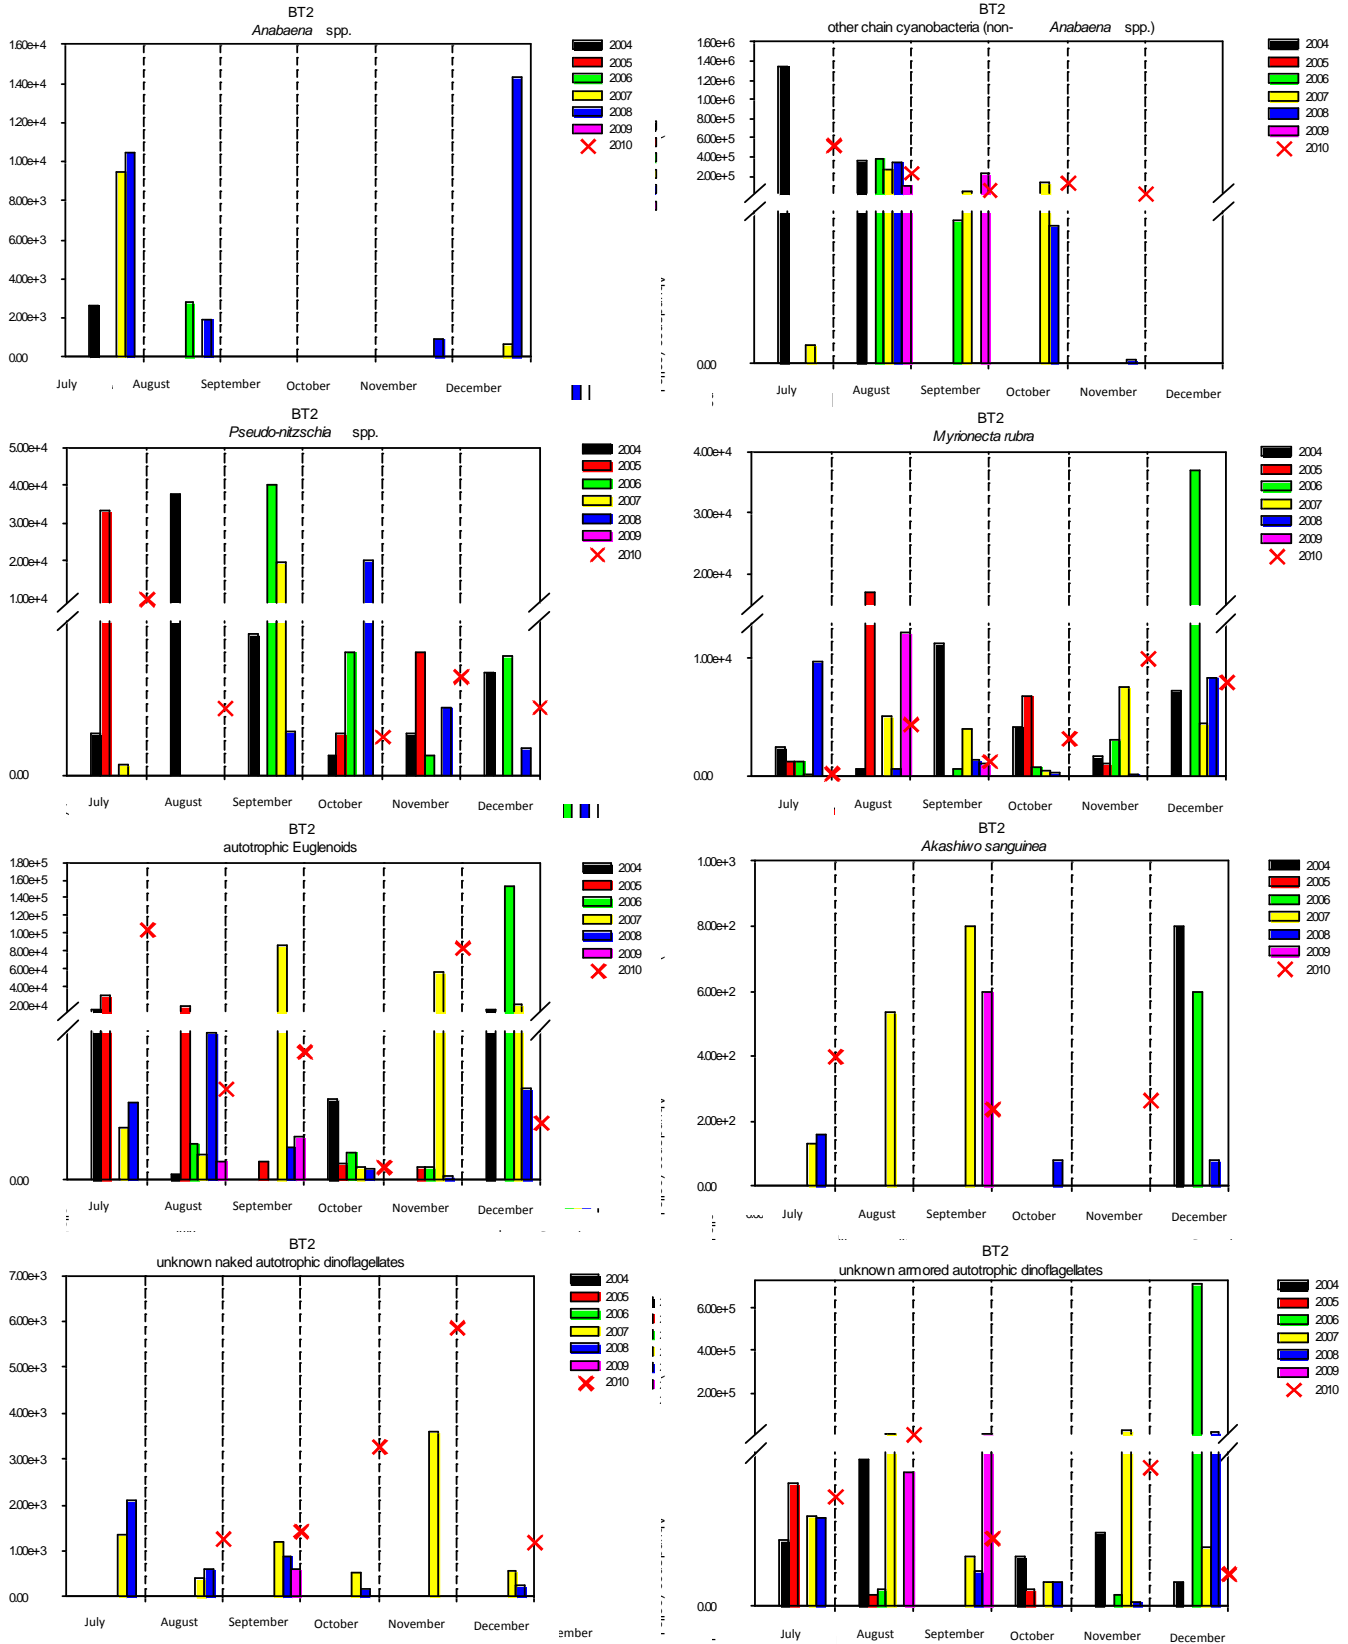 BT2
Anabaena spp.
1.60e+4
1.40e+4
1.20e+4
1.00e+4
8.00e+3
6.00e+3
4.00e+3
2.00e+3
0.00
July August September October November December
2004
2005
2006
2007
2008
2009
2010
BT2
other chain cyanobacteria (non- Anabaena spp.)
1.60e+6
1.40e+6
1.20e+6
1.00e+6
8.00e+5
6.00e+5
4.00e+5
2.00e+5
0.00
July August September October November December
2004
2005
2006
2007
2008
2009
2010
BT2
Pseudo-nitzschia spp.
5.00e+4
4.00e+4
3.00e+4
2.00e+4
1.00e+4
0.00
July August September October November December
2004
2005
2006
2007
2008
2009
2010
BT2
Myrionecta rubra
4.00e+4
3.00e+4
2.00e+4
1.00e+4
0.00
July August September October November December
2004
2005
2006
2007
2008
2009
2010
BT2
autotrophic Euglenoids
1.80e+5
1.60e+5
1.40e+5
1.20e+5
1.00e+5
8.00e+4
6.00e+4
4.00e+4
2.00e+4
0.00
July August September October November December
2004
2005
2006
2007
2008
2009
2010
BT2
Akashiwo sanguinea
1.00e+3
8.00e+2
6.00e+2
4.00e+2
2.00e+2
0.00
July August September October November December
2004
2005
2006
2007
2008
2009
2010
BT2
unknown naked autotrophic dinoflagellates
7.00e+3
6.00e+3
5.00e+3
4.00e+3
3.00e+3
2.00e+3
1.00e+3
0.00
July August September October November December
ember
2004
2005
2006
2007
2008
2009
2010
BT2
unknown armored autotrophic dinoflagellates
6.00e+5
4.00e+5
2.00e+5
0.00
July August September October November December
2004
2005
2006
2007
2008
2009
2010